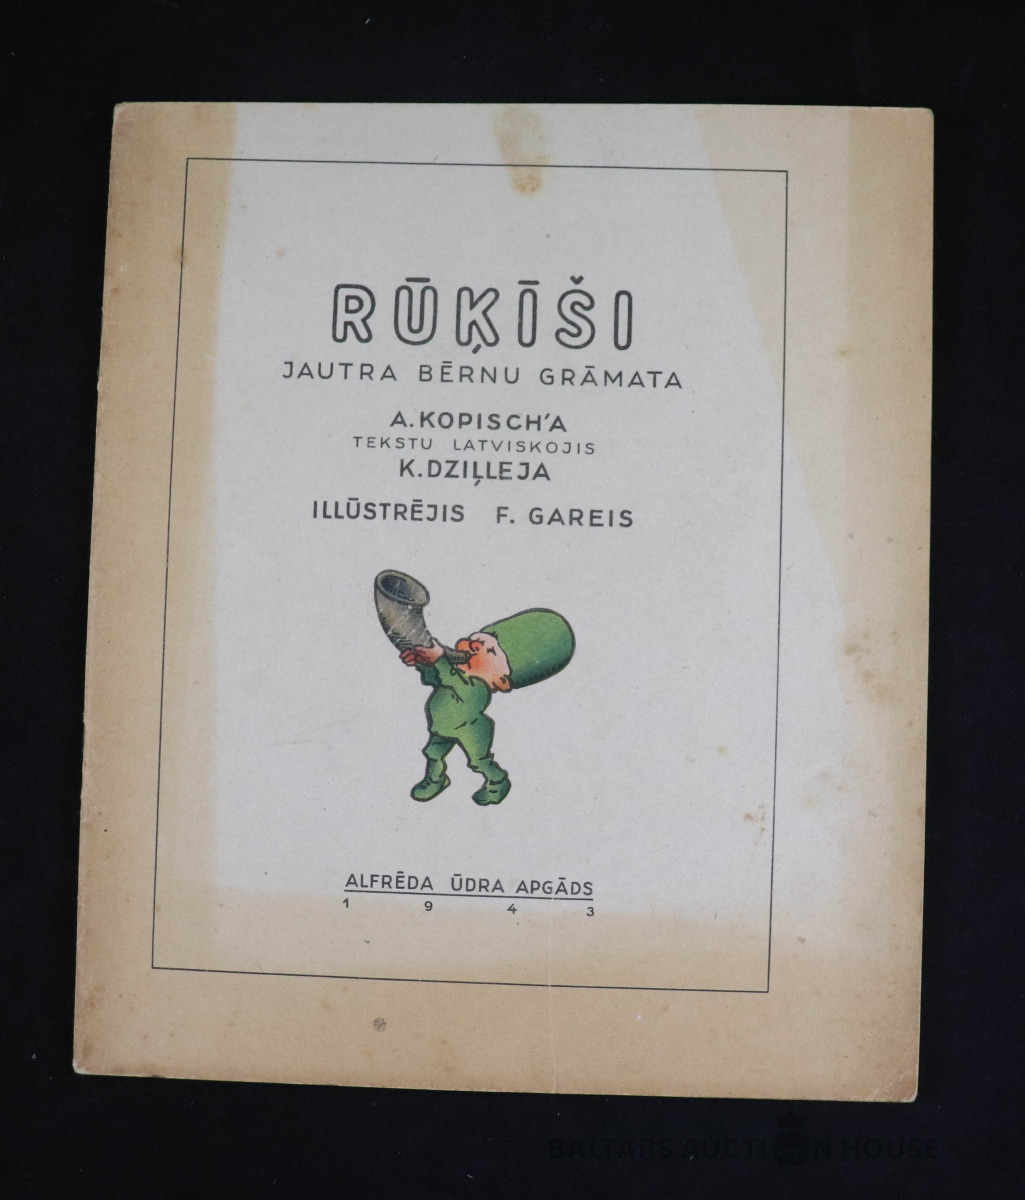 RŪĶĪŠI
JAUTRA BĒRNU GRĀMATA
A. KOPISCH'A
TEKSTU LATVISKOJIS
K. DZIĻĻEJA
ILLŪSTRĒJIS F. GAREIS
ALFRĒDA ŪDRA APGĀDS
1 9 4 3
BALTARS AUCTION HOUSE